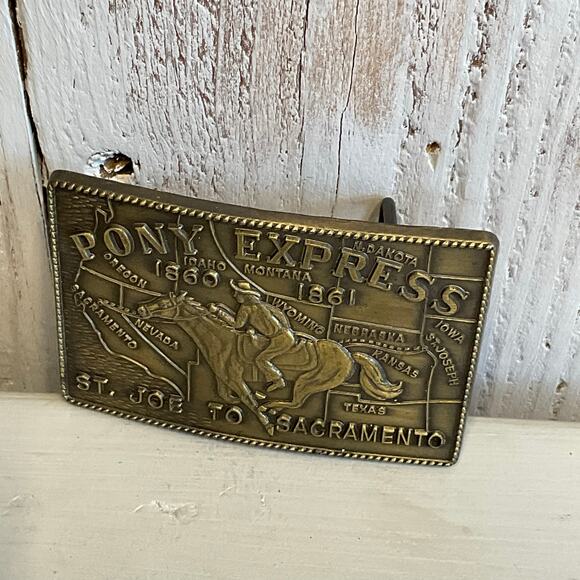 PONY EXPRESS
1860 1861
N. DAKOTA
OREGON
IDAHO
MONTANA
WYOMING
SACRAMENTO
NEVADA
NEBRASKA
IOWA
ST. JOSEPH
KANSAS
TEXAS
ST. JOE TO SACRAMENTO